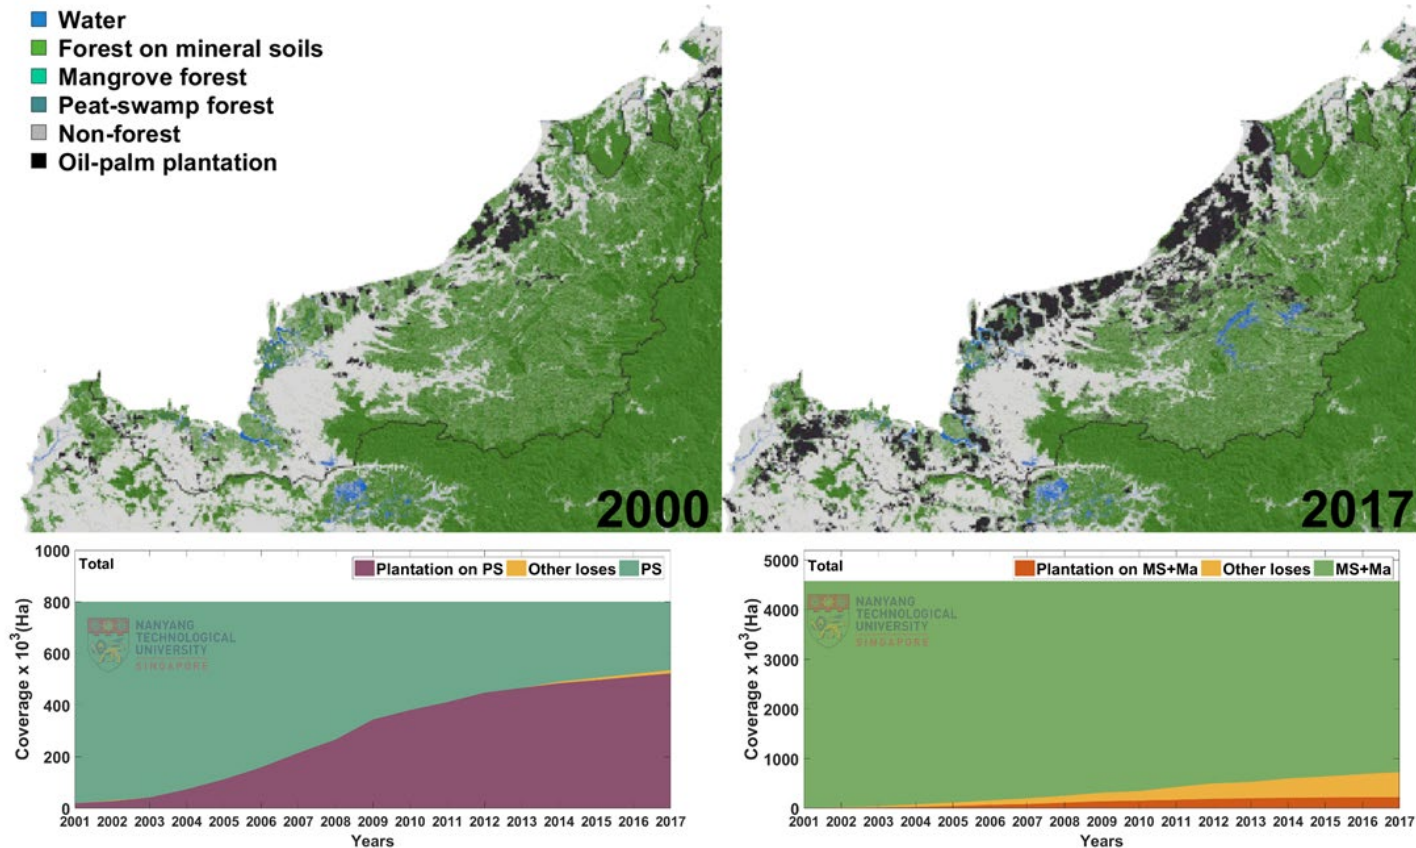 Water
Forest on mineral soils
Mangrove forest
Peat-swamp forest
Non-forest
Oil-palm plantation
2000
2017
Total
Plantation on PS Other loses PS
1000
800
600
400
200
0
Coverage x 10³(Ha)
NANYANG
TECHNOLOGICAL
UNIVERSITY
SINGAPORE
2001 2002 2003 2004 2005 2006 2007 2008 2009 2010 2011 2012 2013 2014 2015 2016 2017
Years
Total
Plantation on MS+Ma Other loses MS+Ma
5000
4000
3000
2000
1000
0
Coverage x 10³(Ha)
NANYANG
TECHNOLOGICAL
UNIVERSITY
SINGAPORE
2001 2002 2003 2004 2005 2006 2007 2008 2009 2010 2011 2012 2013 2014 2015 2016 2017
Years